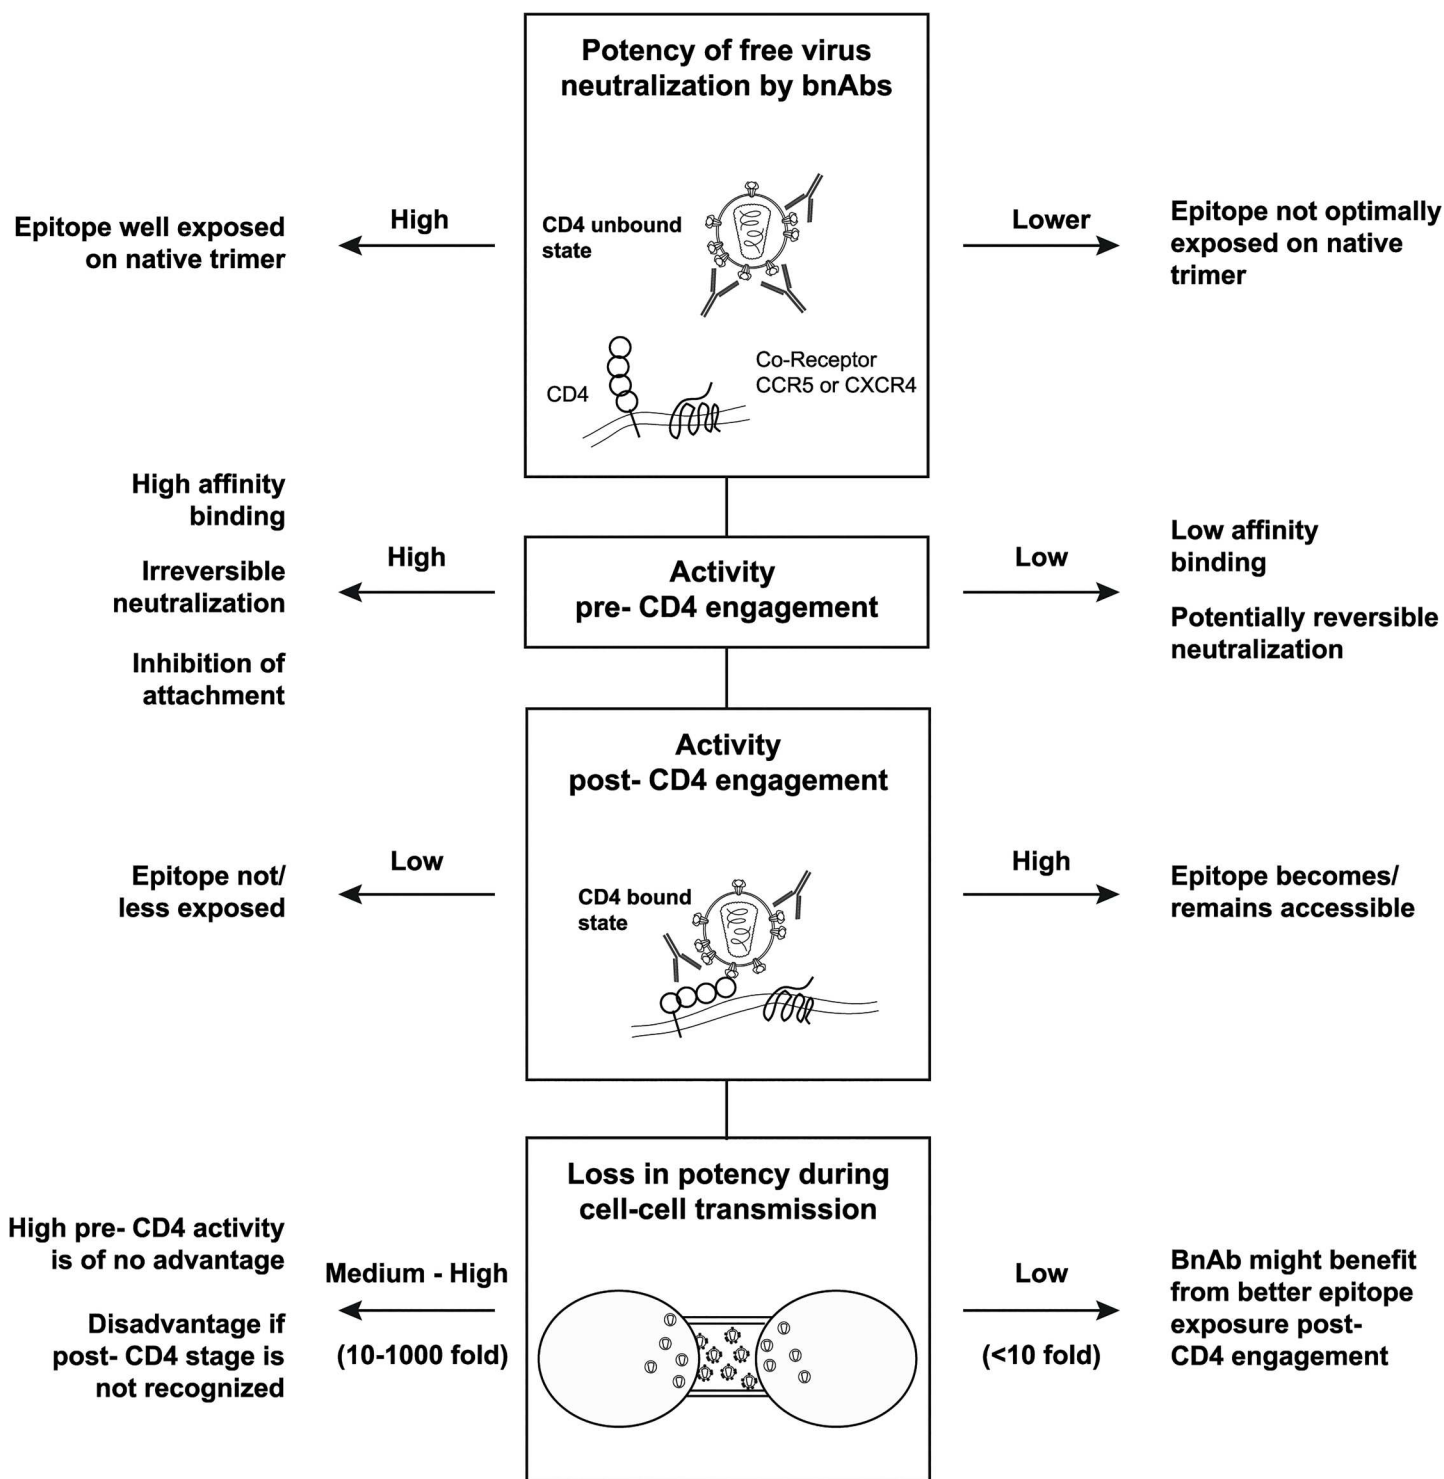 Potency of free virus
neutralization by bnAbs
CD4 unbound
state
CD4
Co-Receptor
CCR5 or CXCR4
High
Epitope well exposed
on native trimer
Lower
Epitope not optimally
exposed on native
trimer
Activity
pre- CD4 engagement
High
High affinity
binding
Irreversible
neutralization
Inhibition of
attachment
Low
Low affinity
binding
Potentially reversible
neutralization
Activity
post- CD4 engagement
CD4 bound
state
Low
Epitope not/
less exposed
High
Epitope becomes/
remains accessible
Loss in potency during
cell-cell transmission
Medium - High
(10-1000 fold)
High pre- CD4 activity
is of no advantage
Disadvantage if
post- CD4 stage is
not recognized
Low
(<10 fold)
BnAb might benefit
from better epitope
exposure post-
CD4 engagement